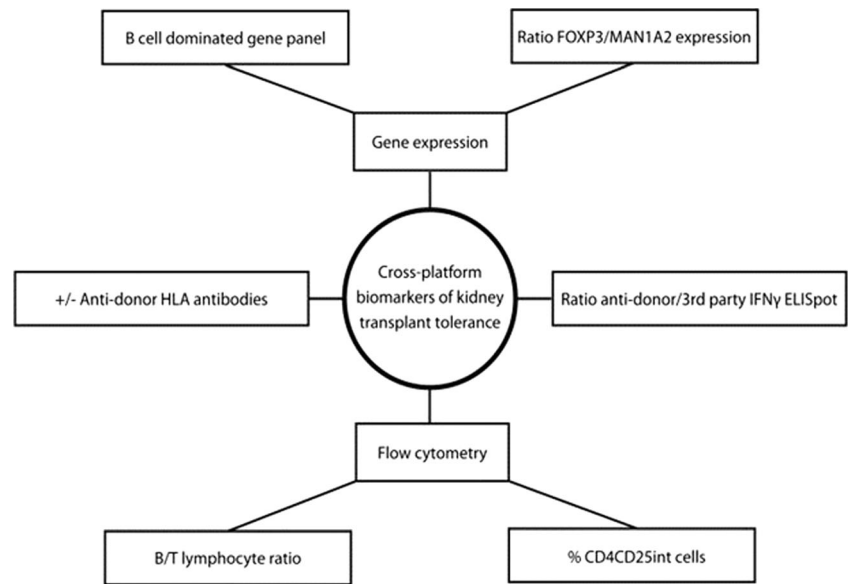 B cell dominated gene panel
Ratio FOXP3/MAN1A2 expression
Gene expression
Cross-platform
biomarkers of kidney
transplant tolerance
+/- Anti-donor HLA antibodies
Ratio anti-donor/3rd party IFNγ ELISpot
Flow cytometry
B/T lymphocyte ratio
% CD4CD25int cells